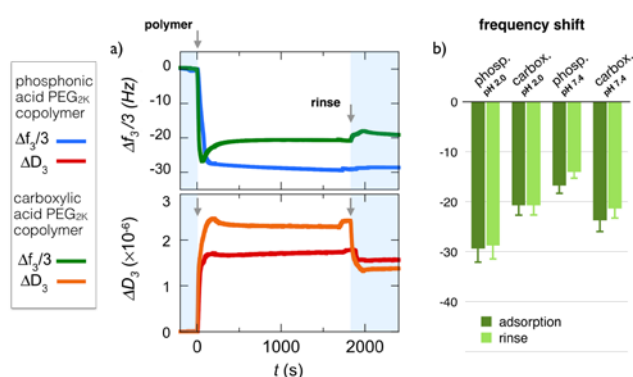 polymer
a)
frequency shift
b)
phosphonic
acid PEG2K
copolymer
Δf3/3
ΔD3
carboxylic
acid PEG2K
copolymer
Δf3/3
ΔD3
Δf3/3 (Hz)
0
-10
-20
-30
rinse
ΔD3 (×10⁻⁶)
3
2
1
0
0
1000
2000
t (s)
phosp.
pH 2.0
carbox.
pH 2.0
phosp.
pH 7.4
carbox.
pH 7.4
0
-10
-20
-30
-40
adsorption
rinse